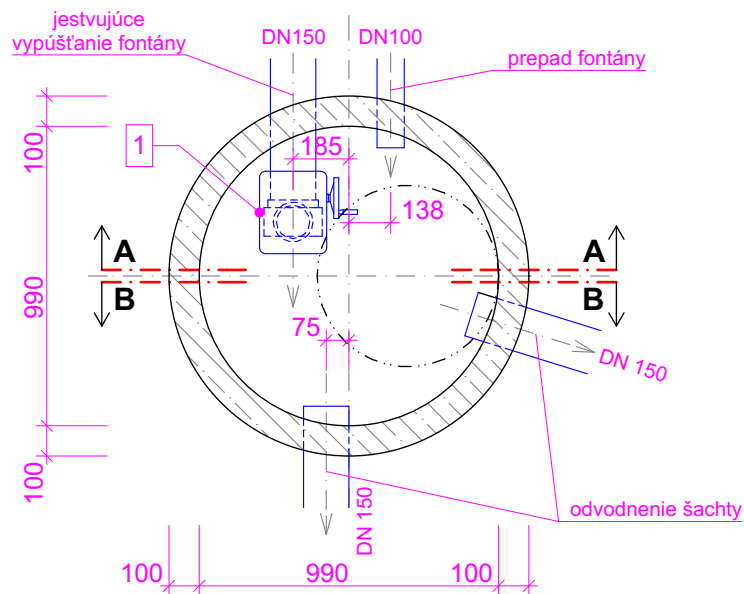 jestvujúce
vypúšťanie fontány
DN150
DN100
prepad fontány
1
185
138
100
990
100
A
B
A
B
75
DN 150
DN 150
odvodnenie šachty
100
990
100